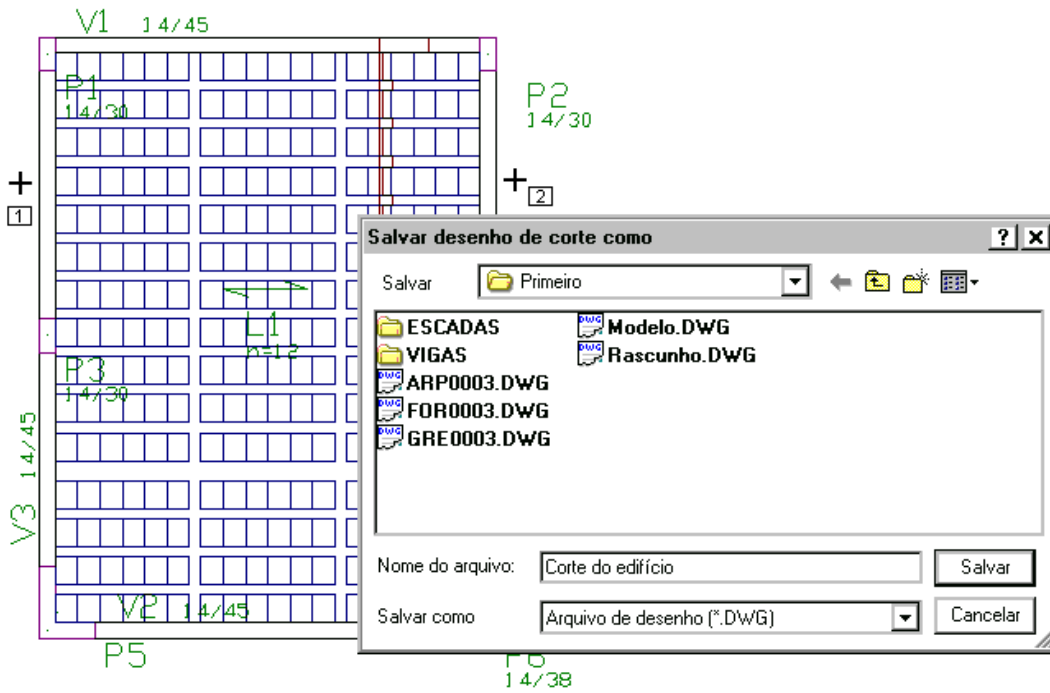 V1 14/45
P1
14/30
P2
14/30
1
2
L1
h=12
P3
14/30
V3 14/45
V2 14/45
P5
P6
14/38
Salvar desenho de corte como
Salvar Primeiro
ESCADAS
VIGAS
ARP0003.DWG
FOR0003.DWG
GRE0003.DWG
Modelo.DWG
Rascunho.DWG
Nome do arquivo: Corte do edifício Salvar
Salvar como Arquivo de desenho (*.DWG) Cancelar